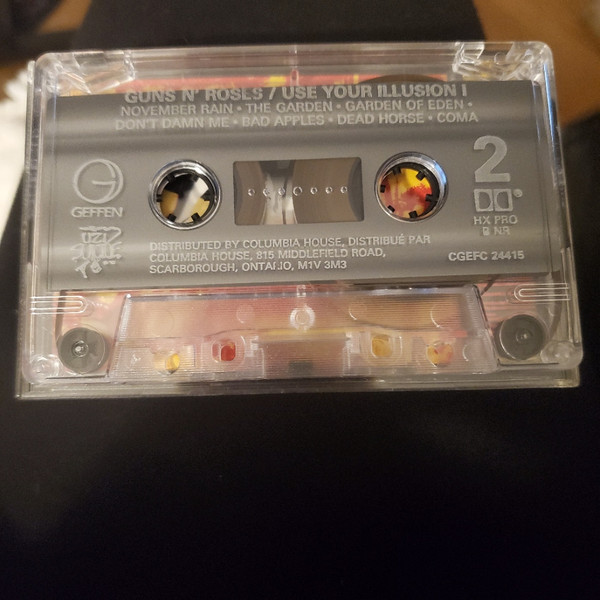 GUNS N' ROSES / USE YOUR ILLUSION I
NOVEMBER RAIN • THE GARDEN • GARDEN OF EDEN •
DON'T DAMN ME • BAD APPLES • DEAD HORSE • COMA
2
GEFFEN
HX PRO
B NR
UZI
DISTRIBUTED BY COLUMBIA HOUSE, DISTRIBUÉ PAR
COLUMBIA HOUSE, 815 MIDDLEFIELD ROAD,
SCARBOROUGH, ONTARIO, M1V 3M3
CGEFC 24415